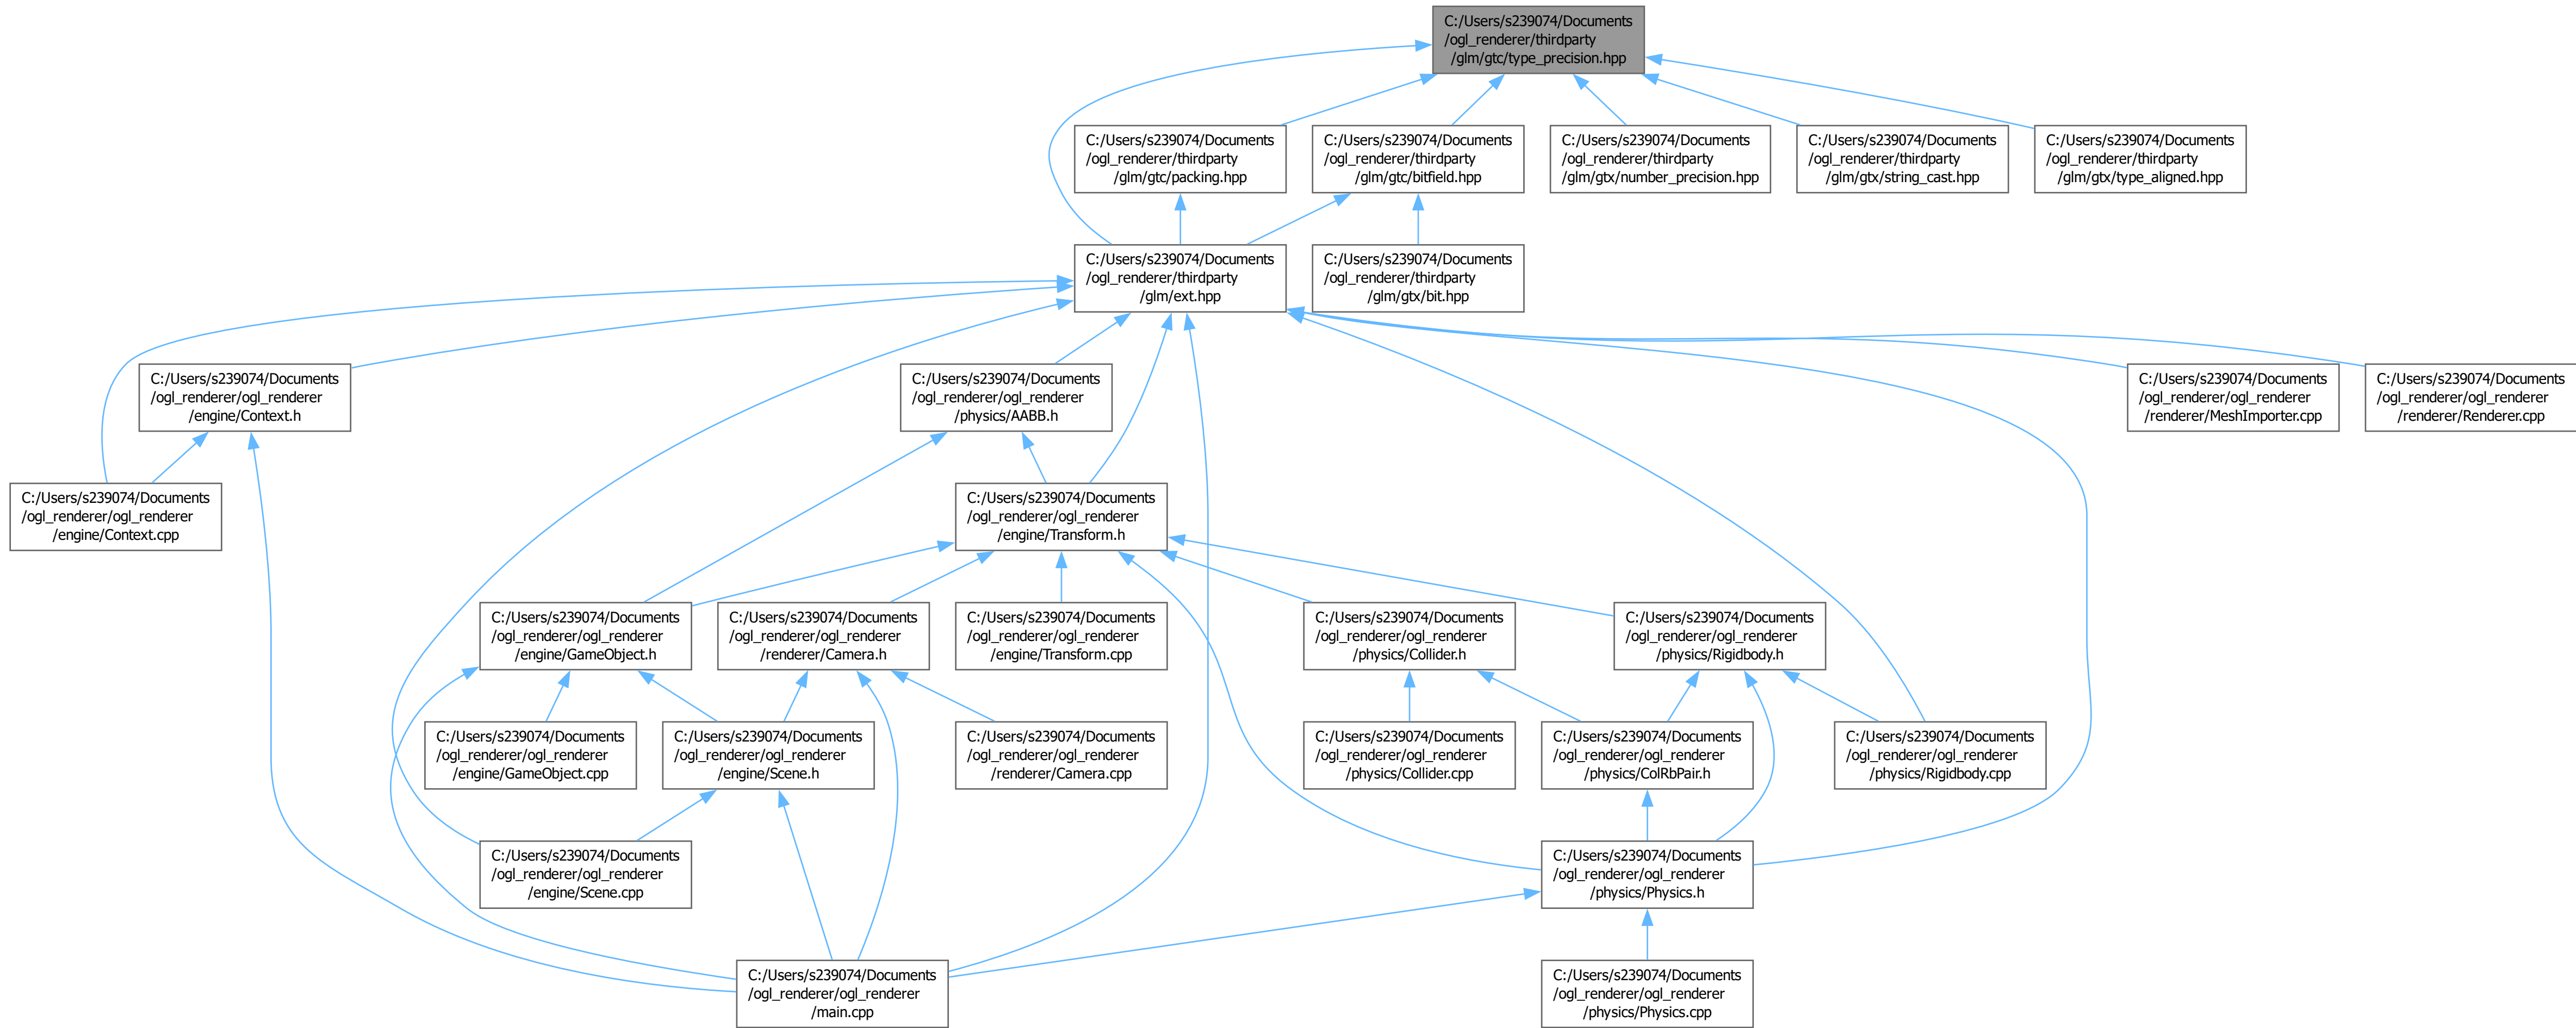 C:/Users/s239074/Documents
/ogl_renderer/thirdparty
/glm/gtc/type_precision.hpp
C:/Users/s239074/Documents
/ogl_renderer/thirdparty
/glm/gtc/packing.hpp
C:/Users/s239074/Documents
/ogl_renderer/thirdparty
/glm/gtc/bitfield.hpp
C:/Users/s239074/Documents
/ogl_renderer/thirdparty
/glm/gtx/number_precision.hpp
C:/Users/s239074/Documents
/ogl_renderer/thirdparty
/glm/gtx/string_cast.hpp
C:/Users/s239074/Documents
/ogl_renderer/thirdparty
/glm/gtx/type_aligned.hpp
C:/Users/s239074/Documents
/ogl_renderer/thirdparty
/glm/ext.hpp
C:/Users/s239074/Documents
/ogl_renderer/thirdparty
/glm/gtx/bit.hpp
C:/Users/s239074/Documents
/ogl_renderer/ogl_renderer
/engine/Context.h
C:/Users/s239074/Documents
/ogl_renderer/ogl_renderer
/physics/AABB.h
C:/Users/s239074/Documents
/ogl_renderer/ogl_renderer
/renderer/MeshImporter.cpp
C:/Users/s239074/Documents
/ogl_renderer/ogl_renderer
/renderer/Renderer.cpp
C:/Users/s239074/Documents
/ogl_renderer/ogl_renderer
/engine/Context.cpp
C:/Users/s239074/Documents
/ogl_renderer/ogl_renderer
/engine/Transform.h
C:/Users/s239074/Documents
/ogl_renderer/ogl_renderer
/engine/GameObject.h
C:/Users/s239074/Documents
/ogl_renderer/ogl_renderer
/renderer/Camera.h
C:/Users/s239074/Documents
/ogl_renderer/ogl_renderer
/engine/Transform.cpp
C:/Users/s239074/Documents
/ogl_renderer/ogl_renderer
/physics/Collider.h
C:/Users/s239074/Documents
/ogl_renderer/ogl_renderer
/physics/Rigidbody.h
C:/Users/s239074/Documents
/ogl_renderer/ogl_renderer
/engine/GameObject.cpp
C:/Users/s239074/Documents
/ogl_renderer/ogl_renderer
/engine/Scene.h
C:/Users/s239074/Documents
/ogl_renderer/ogl_renderer
/renderer/Camera.cpp
C:/Users/s239074/Documents
/ogl_renderer/ogl_renderer
/physics/Collider.cpp
C:/Users/s239074/Documents
/ogl_renderer/ogl_renderer
/physics/ColRbPair.h
C:/Users/s239074/Documents
/ogl_renderer/ogl_renderer
/physics/Rigidbody.cpp
C:/Users/s239074/Documents
/ogl_renderer/ogl_renderer
/engine/Scene.cpp
C:/Users/s239074/Documents
/ogl_renderer/ogl_renderer
/physics/Physics.h
C:/Users/s239074/Documents
/ogl_renderer/ogl_renderer
/main.cpp
C:/Users/s239074/Documents
/ogl_renderer/ogl_renderer
/physics/Physics.cpp